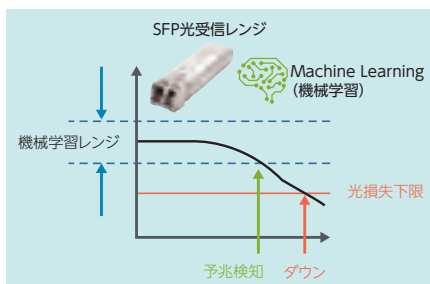 SFP光受信レンジ
Machine Learning
(機械学習)
機械学習レンジ
光損失下限
予兆検知
ダウン